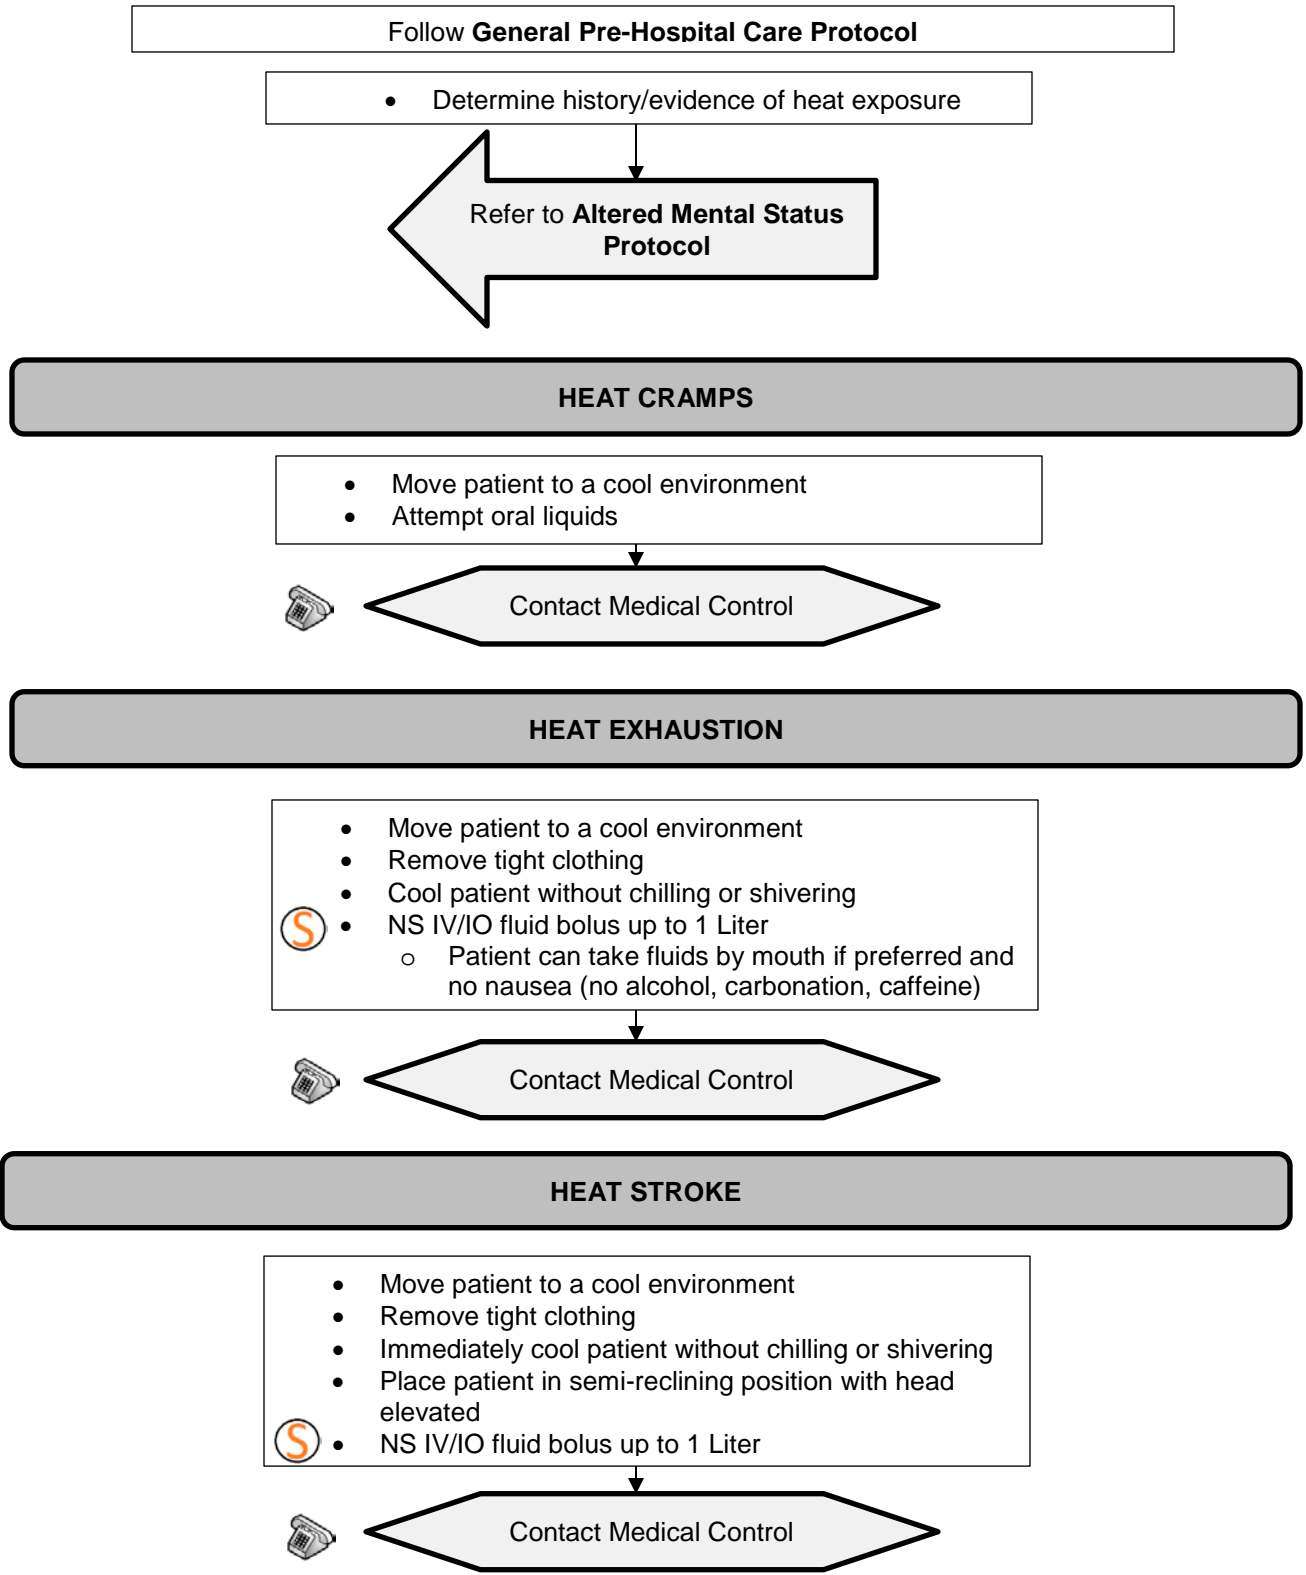 Follow General Pre-Hospital Care Protocol
• Determine history/evidence of heat exposure
Refer to Altered Mental Status
Protocol
HEAT CRAMPS
• Move patient to a cool environment
• Attempt oral liquids
Contact Medical Control
HEAT EXHAUSTION
• Move patient to a cool environment
• Remove tight clothing
• Cool patient without chilling or shivering
S • NS IV/IO fluid bolus up to 1 Liter
o Patient can take fluids by mouth if preferred and
no nausea (no alcohol, carbonation, caffeine)
Contact Medical Control
HEAT STROKE
• Move patient to a cool environment
• Remove tight clothing
• Immediately cool patient without chilling or shivering
• Place patient in semi-reclining position with head
elevated
S • NS IV/IO fluid bolus up to 1 Liter
Contact Medical Control